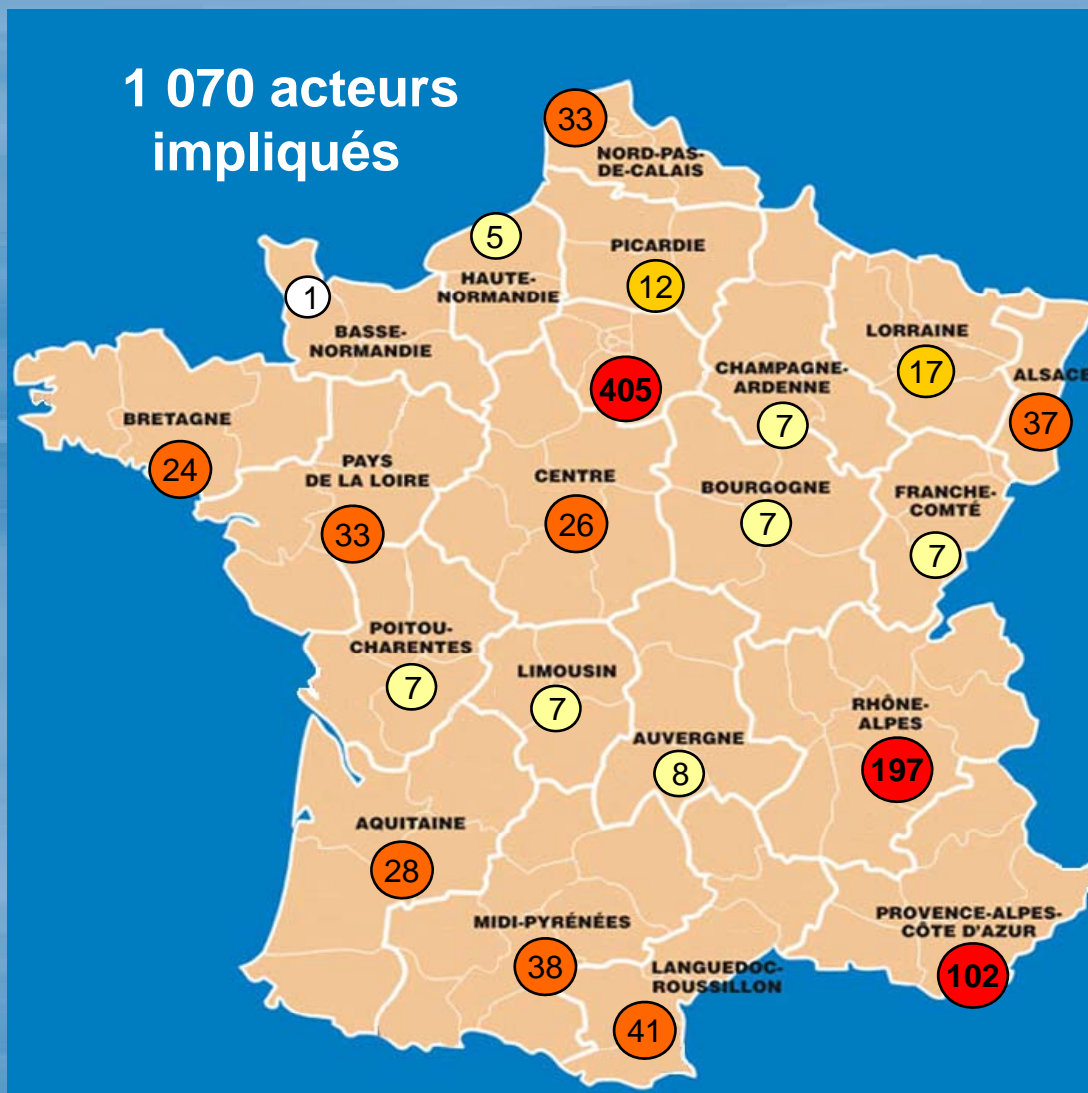 1 070 acteurs
impliqués
33
NORD-PAS-
DE-CALAIS
5
HAUTE-
NORMANDIE
PICARDIE
12
1
BASSE-
NORMANDIE
LORRAINE
17
CHAMPAGNE-
ARDENNE
7
ALSACE
37
405
BRETAGNE
24
PAYS
DE LA LOIRE
33
CENTRE
26
BOURGOGNE
7
FRANCHE-
COMTÉ
7
POITOU-
CHARENTES
7
LIMOUSIN
7
AUVERGNE
8
RHÔNE-
ALPES
197
AQUITAINE
28
MIDI-PYRÉNÉES
38
LANGUEDOC-
ROUSSILLON
41
PROVENCE-ALPES-
CÔTE D'AZUR
102